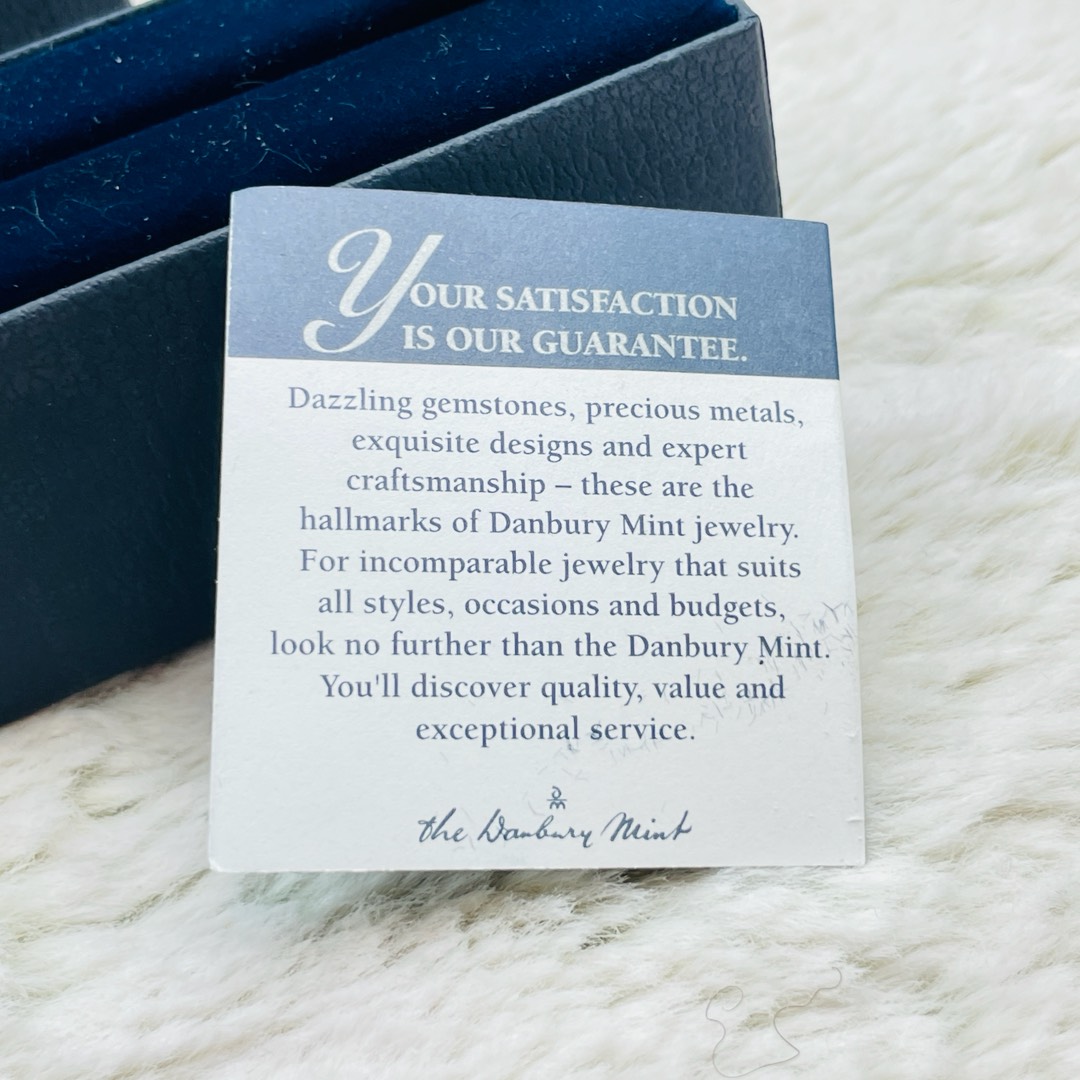 YOUR SATISFACTION
IS OUR GUARANTEE.
Dazzling gemstones, precious metals,
exquisite designs and expert
craftsmanship – these are the
hallmarks of Danbury Mint jewelry.
For incomparable jewelry that suits
all styles, occasions and budgets,
look no further than the Danbury Mint.
You'll discover quality, value and
exceptional service.
the Danbury Mint